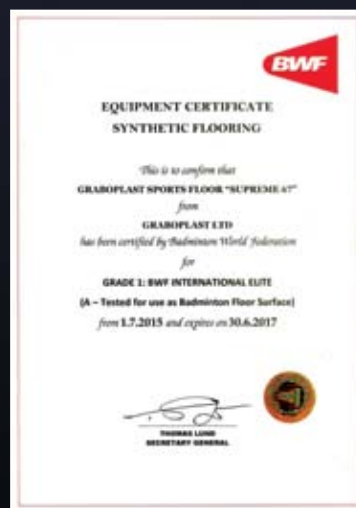 BWF
EQUIPMENT CERTIFICATE
SYNTHETIC FLOORING
This is to confirm that
GRABOPLAST SPORTS FLOOR "SUPREME 67"
from
GRABOPLAST LTD
has been certified by Badminton World Federation
for
GRADE 1: BWF INTERNATIONAL ELITE
(A – Tested for use as Badminton Floor Surface)
from 1.7.2015 and expires on 30.6.2017
THOMAS LUND
SECRETARY GENERAL